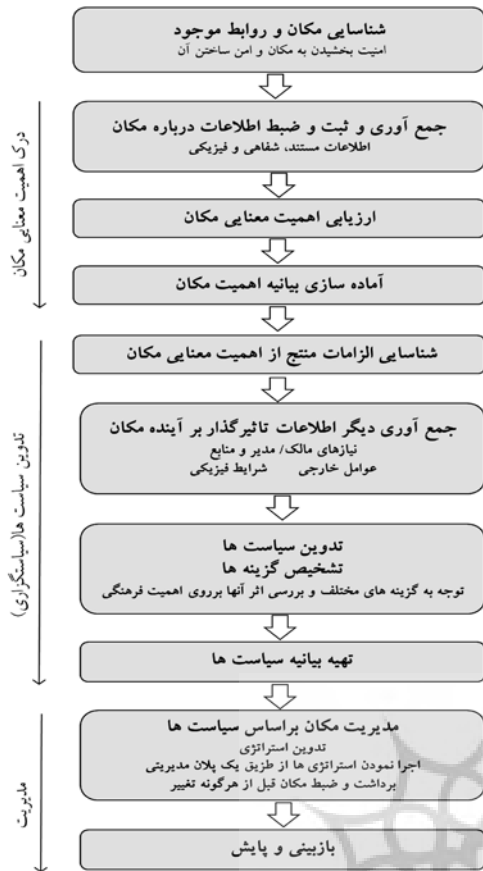 شناسایی مکان و روابط موجود
امنیت بخشیدن به مکان و امن ساختن آن
درک اهمیت معنایی مکان
جمع آوری و ثبت و ضبط اطلاعات درباره مکان
اطلاعات مستند، شفاهی و فیزیکی
ارزیابی اهمیت معنایی مکان
آماده سازی بیانیه اهمیت مکان
تدوین سیاست ها(سیاستگزاری)
شناسایی الزامات منتج از اهمیت معنایی مکان
جمع آوری دیگر اطلاعات تاثیرگذار بر آینده مکان
نیازهای مالک/ مدیر و منابع
عوامل خارجی شرایط فیزیکی
تدوین سیاست ها
تشخیص گزینه ها
توجه به گزینه های مختلف و بررسی اثر آنها برروی اهمیت فرهنگی
تهیه بیانیه سیاست ها
مدیریت
مدیریت مکان براساس سیاست ها
تدوین استراتژی
اجرا نمودن استراتژی ها از طزیق یک پلان مدیریتی
برداشت و ضبط مکان قبل از هرگونه تغییر
بازبینی و پایش